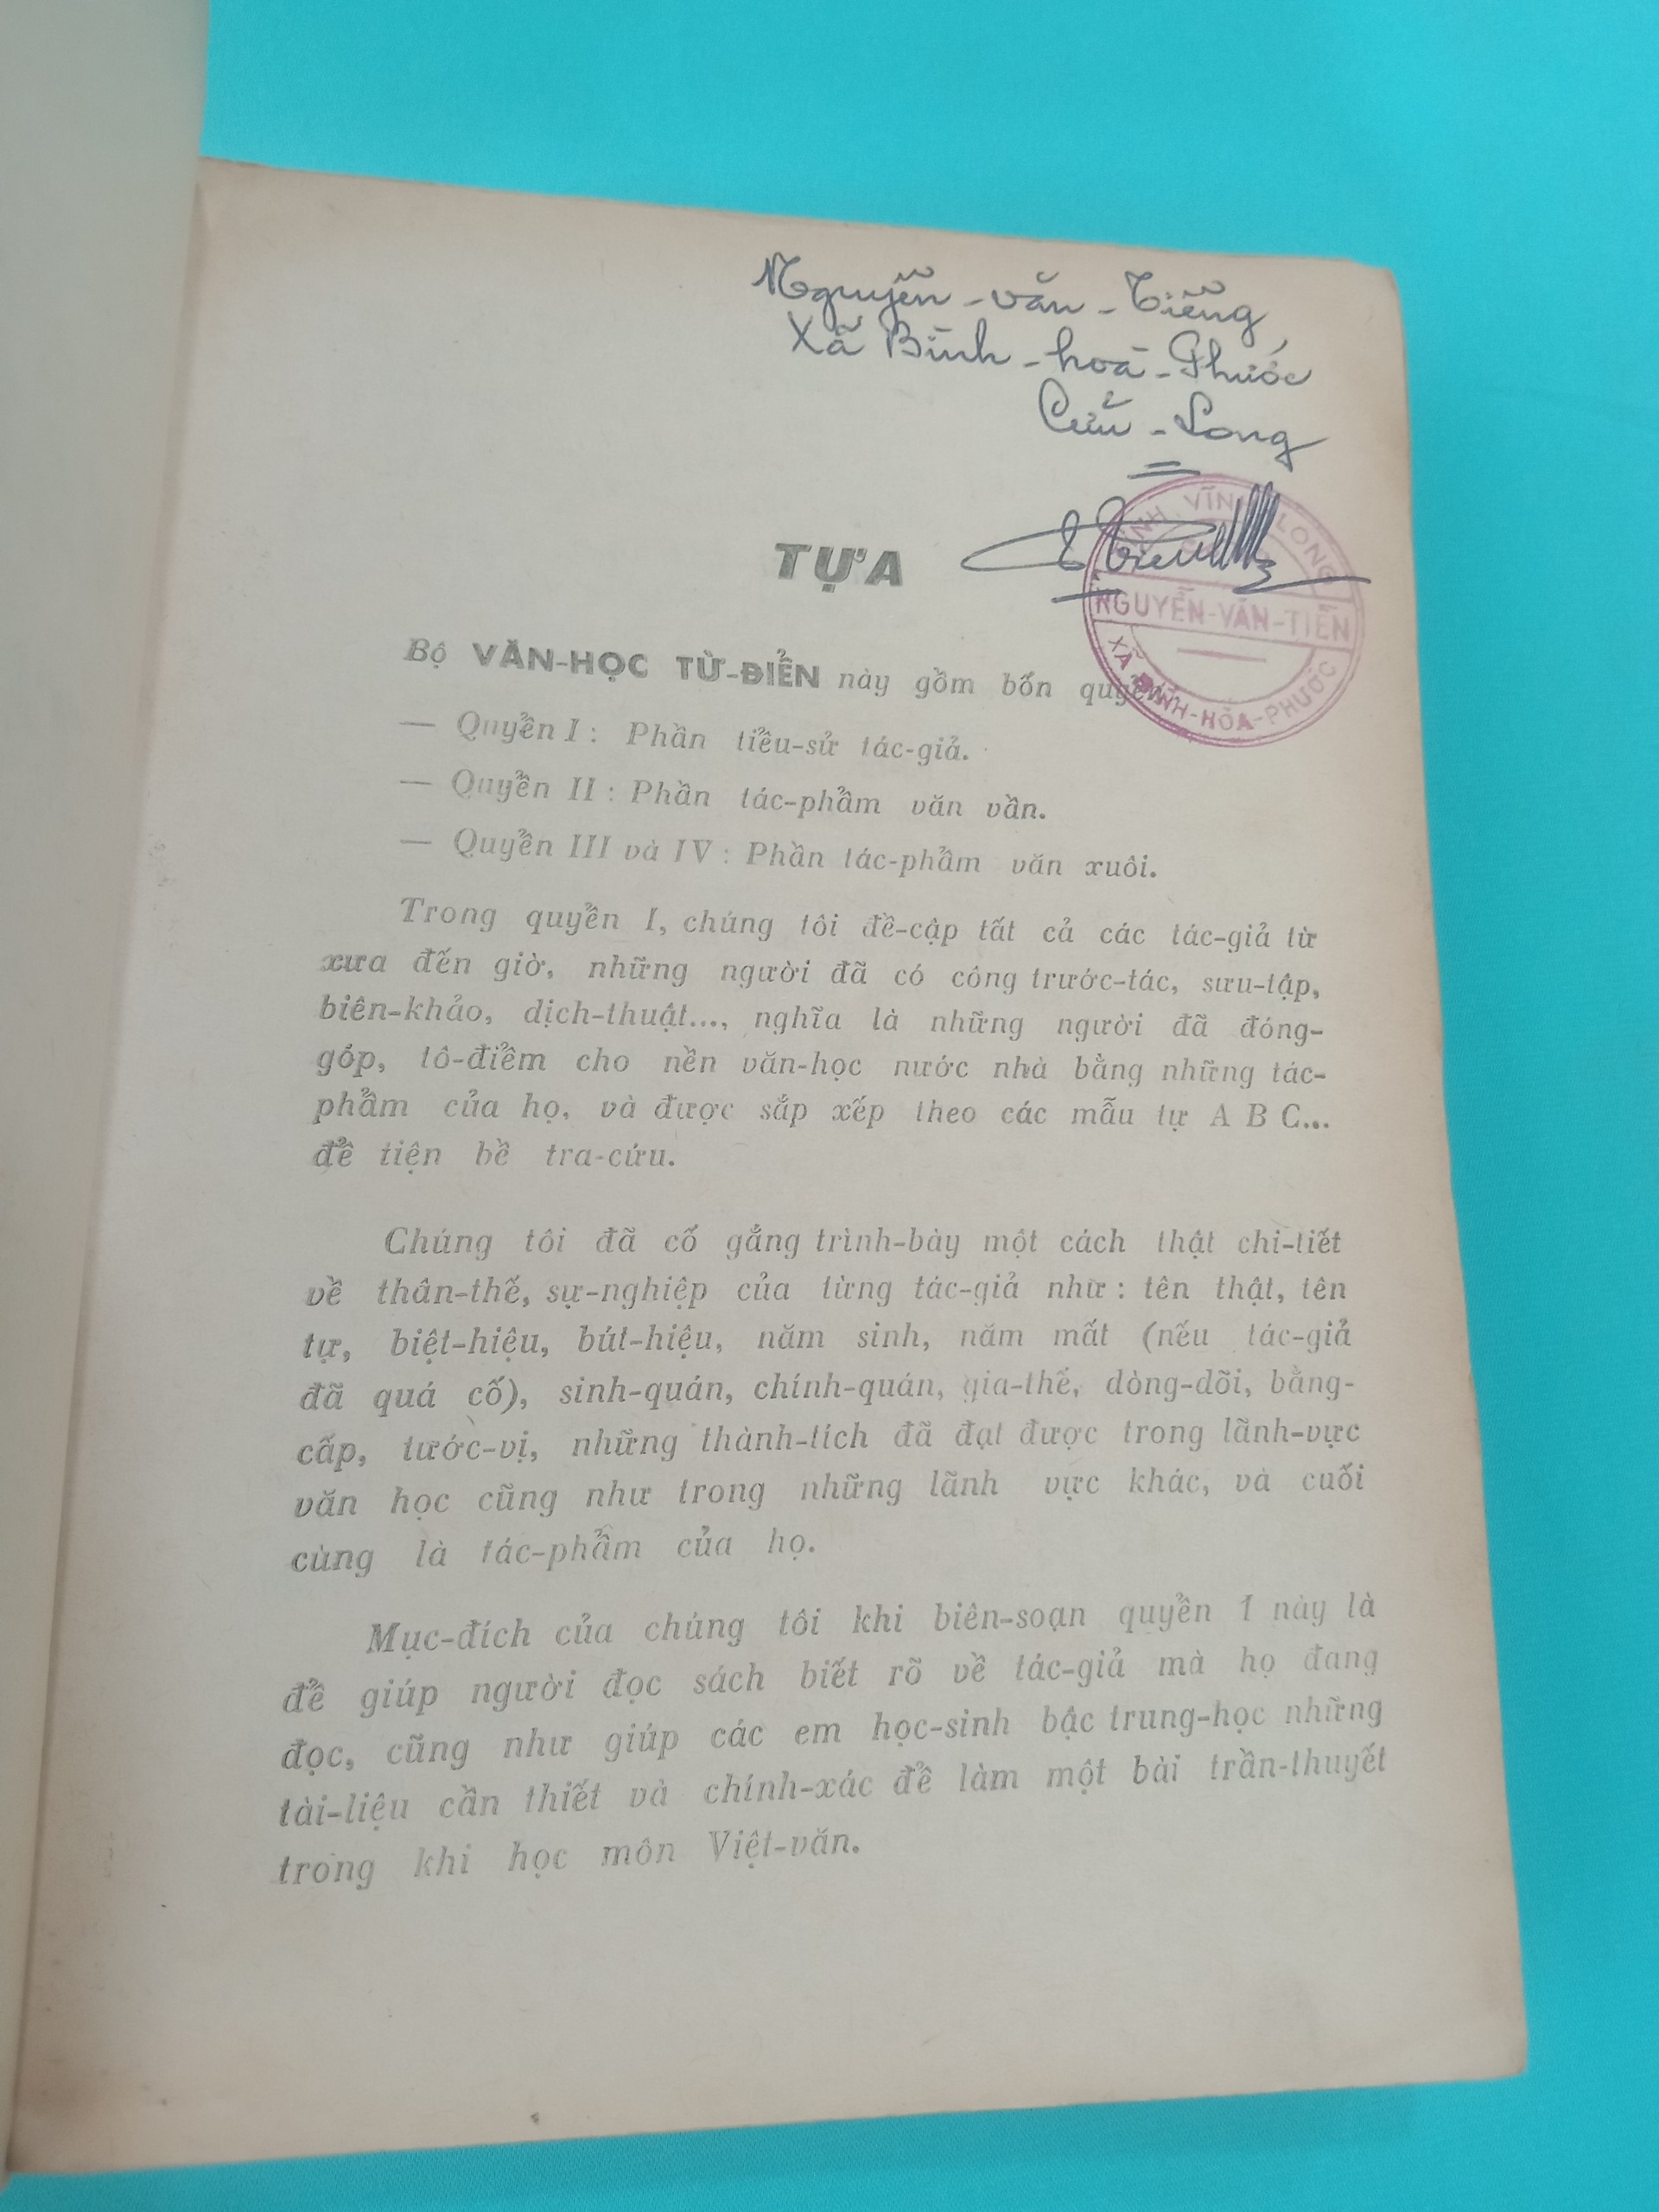 Nguyễn-văn-Tiếng
Xã Bình-hoà-Phước
Cửu-Long
VĨNH LONG
NGUYỄN-VĂN-TIẾN
XÃ BÌNH-HÒA-PHƯỚC
TỰA
Bộ VĂN-HỌC TỪ-ĐIỂN này gồm bốn quyển
— Quyển I : Phần tiểu-sử tác-giả.
— Quyển II : Phần tác-phẩm văn vần.
— Quyển III và IV : Phần tác-phẩm văn xuôi.
Trong quyển I, chúng tôi đề-cập tất cả các tác-giả từ
xưa đến giờ, những người đã có công trước-tác, sưu-tập,
biên-khảo, dịch-thuật..., nghĩa là những người đã đóng-
góp, tô-điểm cho nền văn-học nước nhà bằng những tác-
phẩm của họ, và được sắp xếp theo các mẫu tự A B C...
để tiện bề tra-cứu.
Chúng tôi đã cố gắng trình-bày một cách thật chi-tiết
về thân-thế, sự-nghiệp của từng tác-giả như : tên thật, tên
tự, biệt-hiệu, bút-hiệu, năm sinh, năm mất (nếu tác-giả
đã quá cố), sinh-quán, chính-quán, gia-thế, dòng-dõi, bằng-
cấp, tước-vị, những thành-tích đã đạt được trong lãnh-vực
văn học cũng như trong những lãnh vực khác, và cuối
cùng là tác-phẩm của họ.
Mục-đích của chúng tôi khi biên-soạn quyển I này là
để giúp người đọc sách biết rõ về tác-giả mà họ đang
đọc, cũng như giúp các em học-sinh bậc trung-học những
tài-liệu cần thiết và chính-xác để làm một bài trần-thuyết
trong khi học môn Việt-văn.